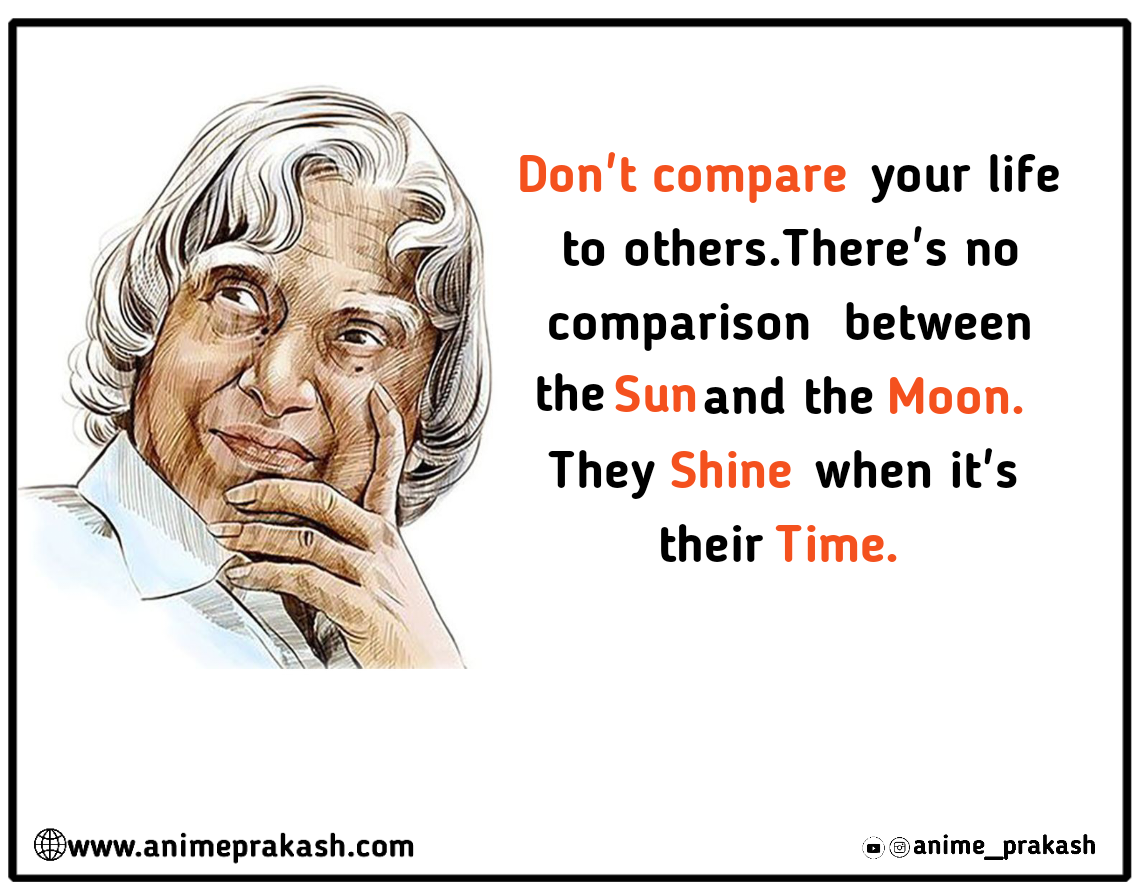 Don't compare your life
to others.There's no
comparison between
the Sun and the Moon.
They Shine when it's
their Time.
www.animeprakash.com
anime_prakash